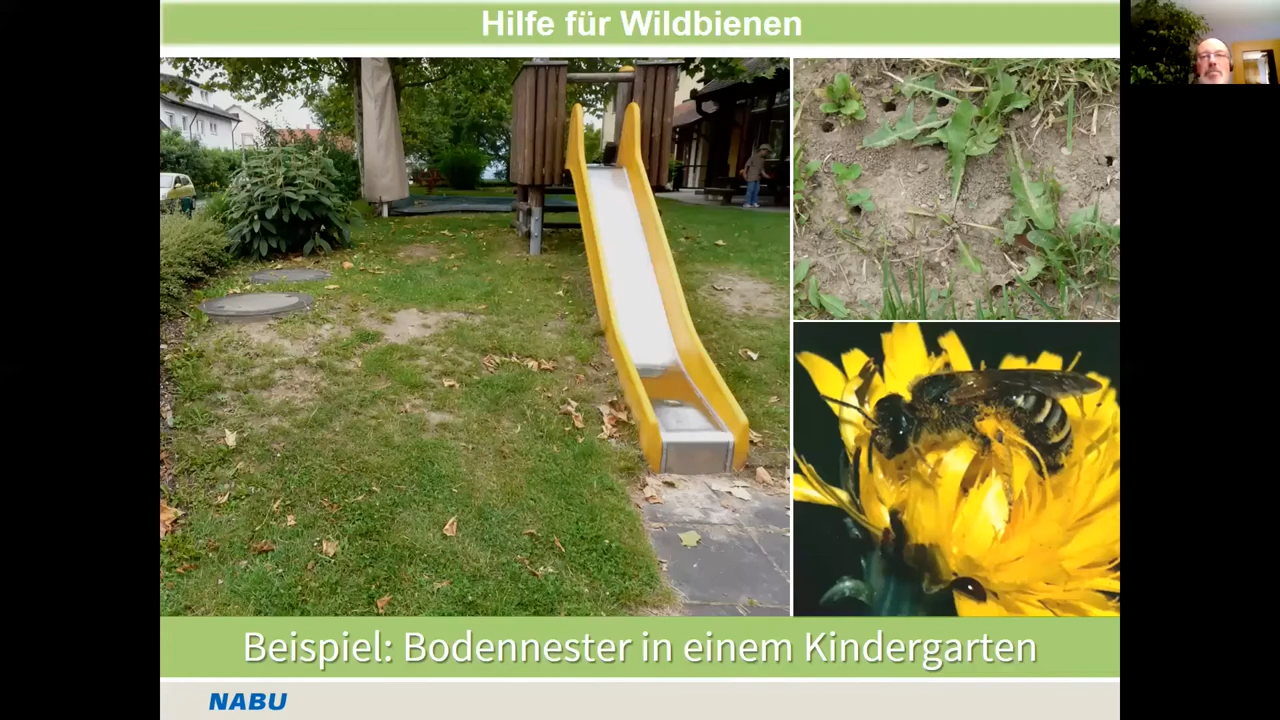 Hilfe für Wildbienen
Beispiel: Bodennester in einem Kindergarten
NABU